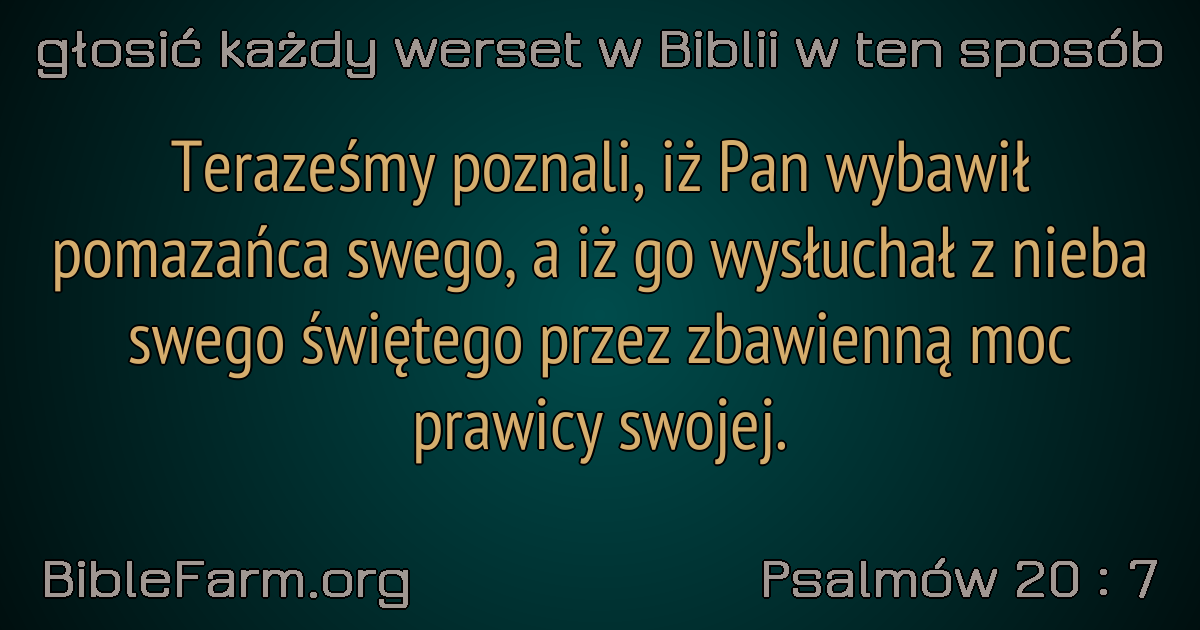 głosić każdy werset w Biblii w ten sposób
Teraześmy poznali, iż Pan wybawił
pomazańca swego, a iż go wysłuchał z nieba
swego świętego przez zbawienną moc
prawicy swojej.
BibleFarm.org
Psalmów 20 : 7